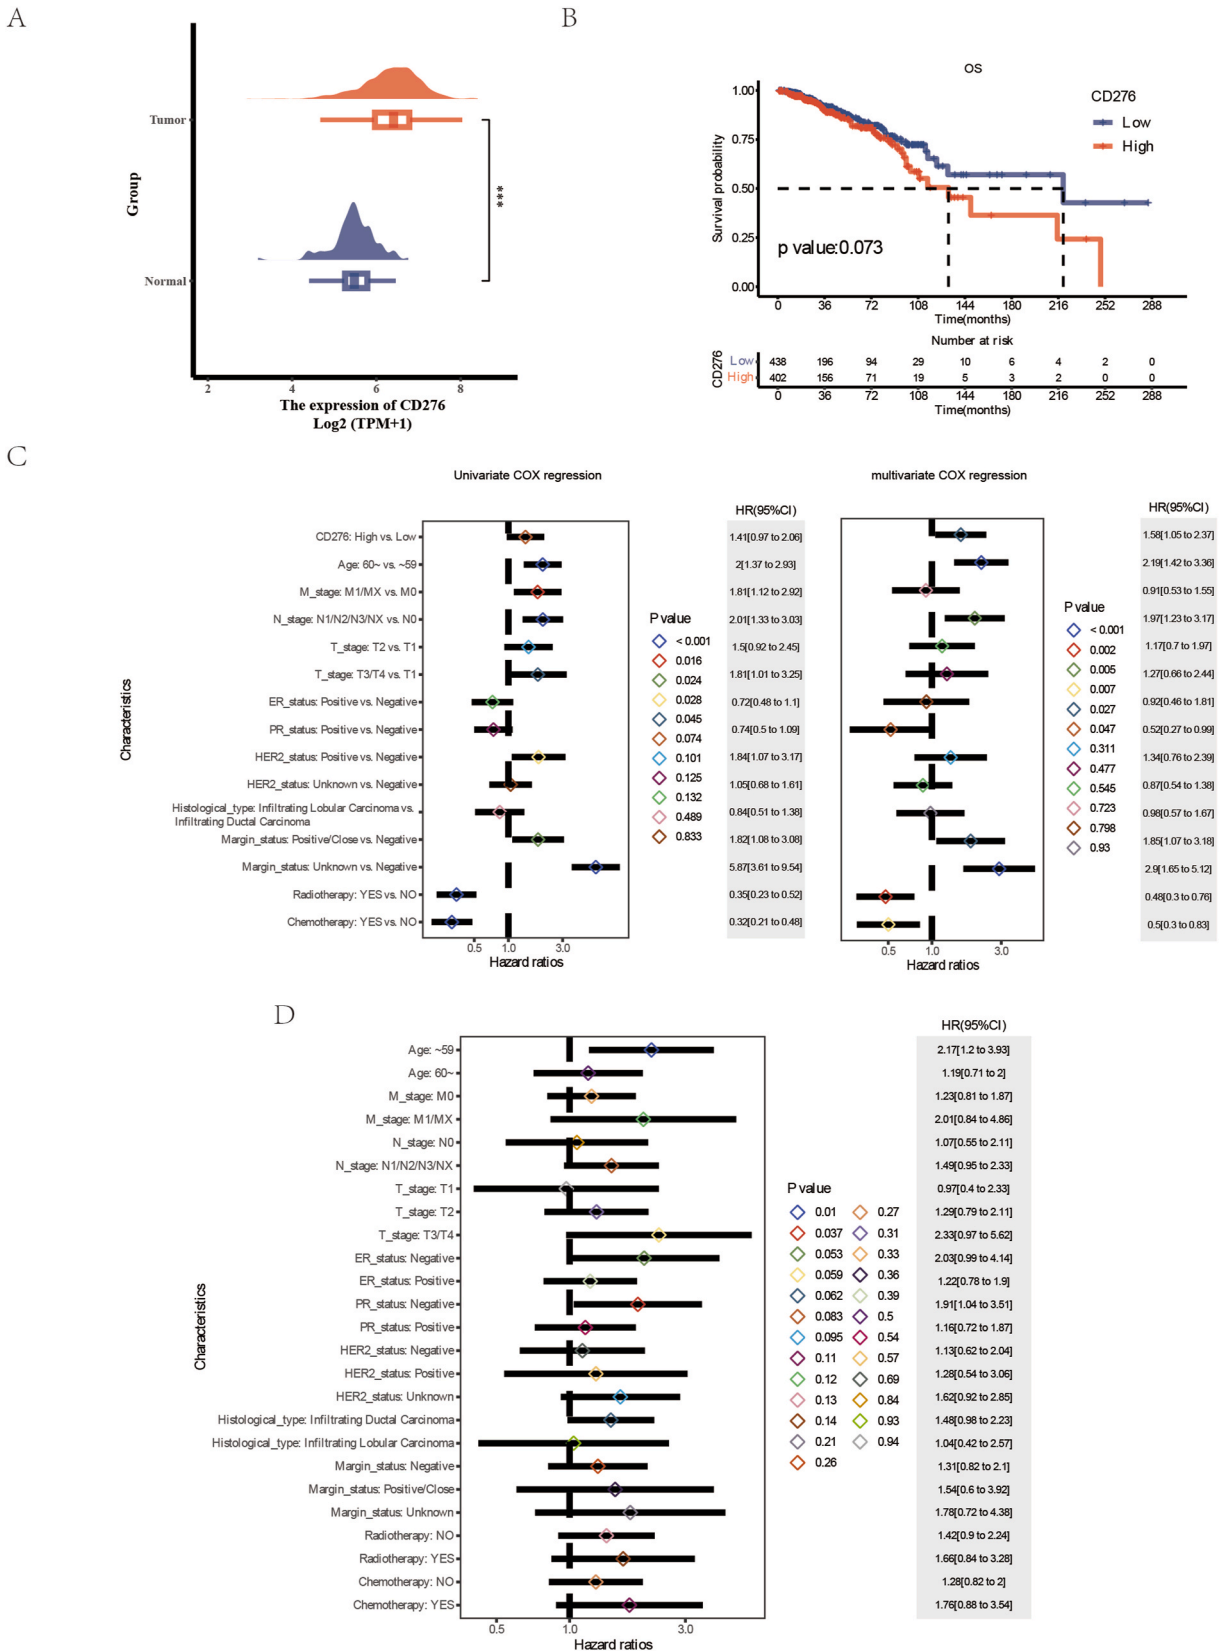 A
Tumor
Normal
Group
***
2 4 6 8
The expression of CD276
Log2 (TPM+1)
B
OS
Survival probability
1.00
0.75
0.50
0.25
0.00
p value:0.073
CD276
Low
High
0 36 72 108 144 180 216 252 288
Time(months)
Number at risk
CD276
Low 438 196 94 29 10 6 4 2 0
High 402 156 71 19 5 3 2 0 0
0 36 72 108 144 180 216 252 288
Time(months)
C
Univariate COX regression
multivariate COX regression
HR(95%CI)
HR(95%CI)
Characteristics
CD276: High vs. Low 1.41[0.97 to 2.06] 1.58[1.05 to 2.37]
Age: 60~ vs. ~59 2[1.37 to 2.93] 2.19[1.42 to 3.36]
M_stage: M1/MX vs. M0 1.81[1.12 to 2.92] 0.91[0.53 to 1.55]
N_stage: N1/N2/N3/NX vs. N0 2.01[1.33 to 3.03] 1.97[1.23 to 3.17]
T_stage: T2 vs. T1 1.5[0.92 to 2.45] 1.17[0.7 to 1.97]
T_stage: T3/T4 vs. T1 1.81[1.01 to 3.25] 1.27[0.66 to 2.44]
ER_status: Positive vs. Negative 0.72[0.48 to 1.1] 0.92[0.46 to 1.81]
PR_status: Positive vs. Negative 0.74[0.5 to 1.09] 0.52[0.27 to 0.99]
HER2_status: Positive vs. Negative 1.84[1.07 to 3.17] 1.34[0.76 to 2.39]
HER2_status: Unknown vs. Negative 1.05[0.68 to 1.61] 0.87[0.54 to 1.38]
Histological_type: Infiltrating Lobular Carcinoma vs.
Infiltrating Ductal Carcinoma 0.84[0.51 to 1.38] 0.98[0.57 to 1.67]
Margin_status: Positive/Close vs. Negative 1.82[1.08 to 3.08] 1.85[1.07 to 3.18]
Margin_status: Unknown vs. Negative 5.87[3.61 to 9.54] 2.9[1.65 to 5.12]
Radiotherapy: YES vs. NO 0.35[0.23 to 0.52] 0.48[0.3 to 0.76]
Chemotherapy: YES vs. NO 0.32[0.21 to 0.48] 0.5[0.3 to 0.83]
0.5 1.0 3.0
Hazard ratios
P value
< 0.001
0.016
0.024
0.028
0.045
0.074
0.101
0.125
0.132
0.489
0.833
0.5 1.0 3.0
Hazard ratios
P value
< 0.001
0.002
0.005
0.007
0.027
0.047
0.311
0.477
0.545
0.723
0.798
0.93
D
HR(95%CI)
Characteristics
Age: ~59 2.17[1.2 to 3.93]
Age: 60~ 1.19[0.71 to 2]
M_stage: M0 1.23[0.81 to 1.87]
M_stage: M1/MX 2.01[0.84 to 4.86]
N_stage: N0 1.07[0.55 to 2.11]
N_stage: N1/N2/N3/NX 1.49[0.95 to 2.33]
T_stage: T1 0.97[0.4 to 2.33]
T_stage: T2 1.29[0.79 to 2.11]
T_stage: T3/T4 2.33[0.97 to 5.62]
ER_status: Negative 2.03[0.99 to 4.14]
ER_status: Positive 1.22[0.78 to 1.9]
PR_status: Negative 1.91[1.04 to 3.51]
PR_status: Positive 1.16[0.72 to 1.87]
HER2_status: Negative 1.13[0.62 to 2.04]
HER2_status: Positive 1.28[0.54 to 3.06]
HER2_status: Unknown 1.62[0.92 to 2.85]
Histological_type: Infiltrating Ductal Carcinoma 1.48[0.98 to 2.23]
Histological_type: Infiltrating Lobular Carcinoma 1.04[0.42 to 2.57]
Margin_status: Negative 1.31[0.82 to 2.1]
Margin_status: Positive/Close 1.54[0.6 to 3.92]
Margin_status: Unknown 1.78[0.72 to 4.38]
Radiotherapy: NO 1.42[0.9 to 2.24]
Radiotherapy: YES 1.66[0.84 to 3.28]
Chemotherapy: NO 1.28[0.82 to 2]
Chemotherapy: YES 1.76[0.88 to 3.54]
0.5 1.0 3.0
Hazard ratios
P value
0.01 0.27
0.037 0.31
0.053 0.33
0.059 0.36
0.062 0.39
0.083 0.5
0.095 0.54
0.11 0.57
0.12 0.69
0.13 0.84
0.14 0.93
0.21 0.94
0.26